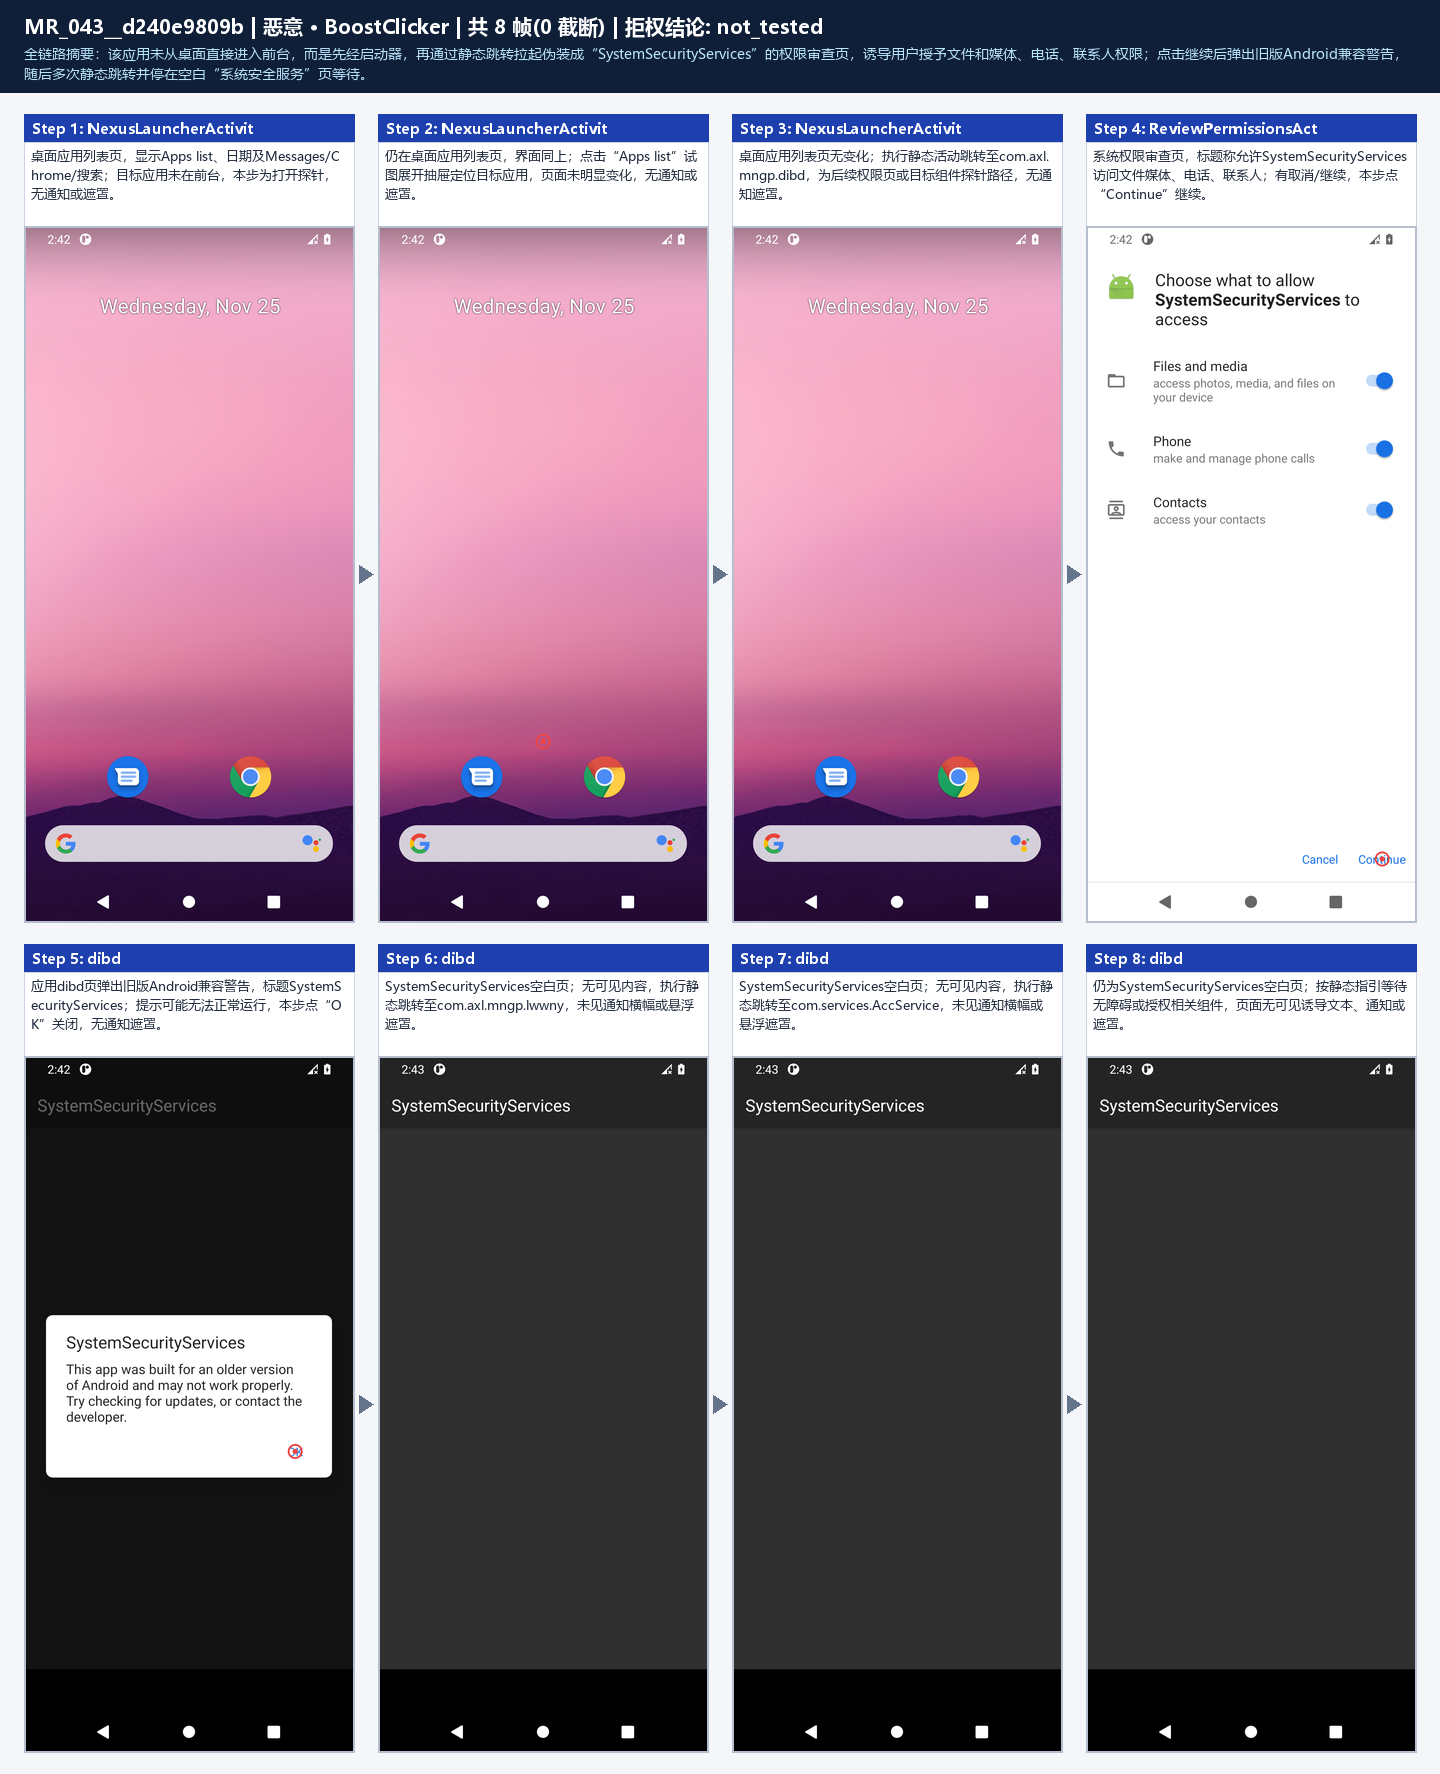 MR_043__d240e9809b | 恶意 • BoostClicker | 共 8 帧(0 截断) | 拒权结论: not_tested
全链路摘要：该应用未从桌面直接进入前台，而是先经启动器，再通过静态跳转拉起伪装成“SystemSecurityServices”的权限审查页，诱导用户授予文件和媒体、电话、联系人权限；点击继续后弹出旧版Android兼容警告，
随后多次静态跳转并停在空白“系统安全服务”页等待。
Step 1: NexusLauncherActivit
桌面应用列表页，显示Apps list、日期及Messages/C
hrome/搜索；目标应用未在前台，本步为打开探针，
无通知或遮罩。
2:42
Wednesday, Nov 25
Step 2: NexusLauncherActivit
仍在桌面应用列表页，界面同上；点击“Apps list”试
图展开抽屉定位目标应用，页面未明显变化，无通知或
遮罩。
2:42
Wednesday, Nov 25
Step 3: NexusLauncherActivit
桌面应用列表页无变化；执行静态活动跳转至com.axl.
mngp.dibd，为后续权限页或目标组件探针路径，无通
知遮罩。
2:42
Wednesday, Nov 25
Step 4: ReviewPermissionsAct
系统权限审查页，标题称允许SystemSecurityServices
访问文件媒体、电话、联系人；有取消/继续，本步点
“Continue”继续。
2:42
Choose what to allow
SystemSecurityServices to
access
Files and media
access photos, media, and files on
your device
Phone
make and manage phone calls
Contacts
access your contacts
Cancel
Continue
Step 5: dibd
应用dibd页弹出旧版Android兼容警告，标题SystemS
ecurityServices；提示可能无法正常运行，本步点“O
K”关闭，无通知遮罩。
2:42
SystemSecurityServices
SystemSecurityServices
This app was built for an older version
of Android and may not work properly.
Try checking for updates, or contact the
developer.
Step 6: dibd
SystemSecurityServices空白页；无可见内容，执行静
态跳转至com.axl.mngp.lwwny，未见通知横幅或悬浮
遮罩。
2:43
SystemSecurityServices
Step 7: dibd
SystemSecurityServices空白页；无可见内容，执行静
态跳转至com.services.AccService，未见通知横幅或
悬浮遮罩。
2:43
SystemSecurityServices
Step 8: dibd
仍为SystemSecurityServices空白页；按静态指引等待
无障碍或授权相关组件，页面无可见诱导文本、通知或
遮罩。
2:43
SystemSecurityServices